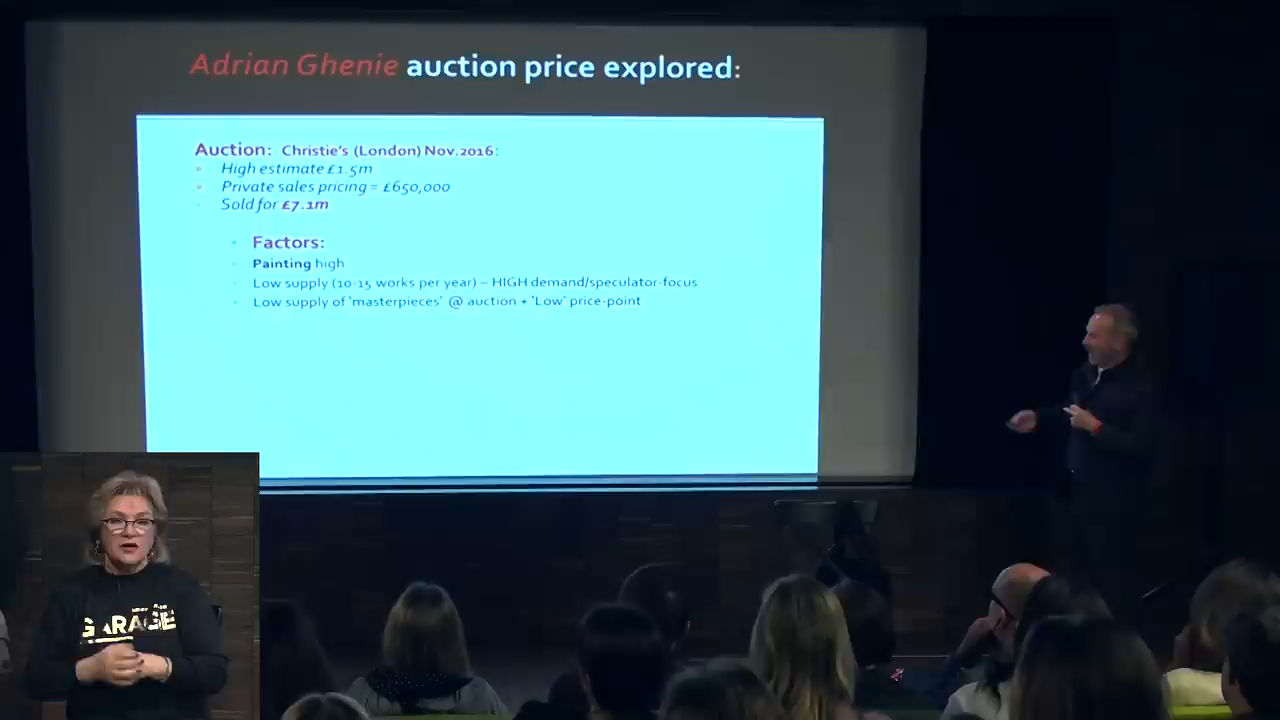 Adrian Ghenie auction price explored:
Auction: Christie's (London) Nov.2016:
High estimate £1.5m
Private sales pricing = £650,000
Sold for £7.1m
Factors:
Painting high
Low supply (10-15 works per year) – HIGH demand/speculator-focus
Low supply of 'masterpieces' @ auction + 'Low' price-point
GARAGE